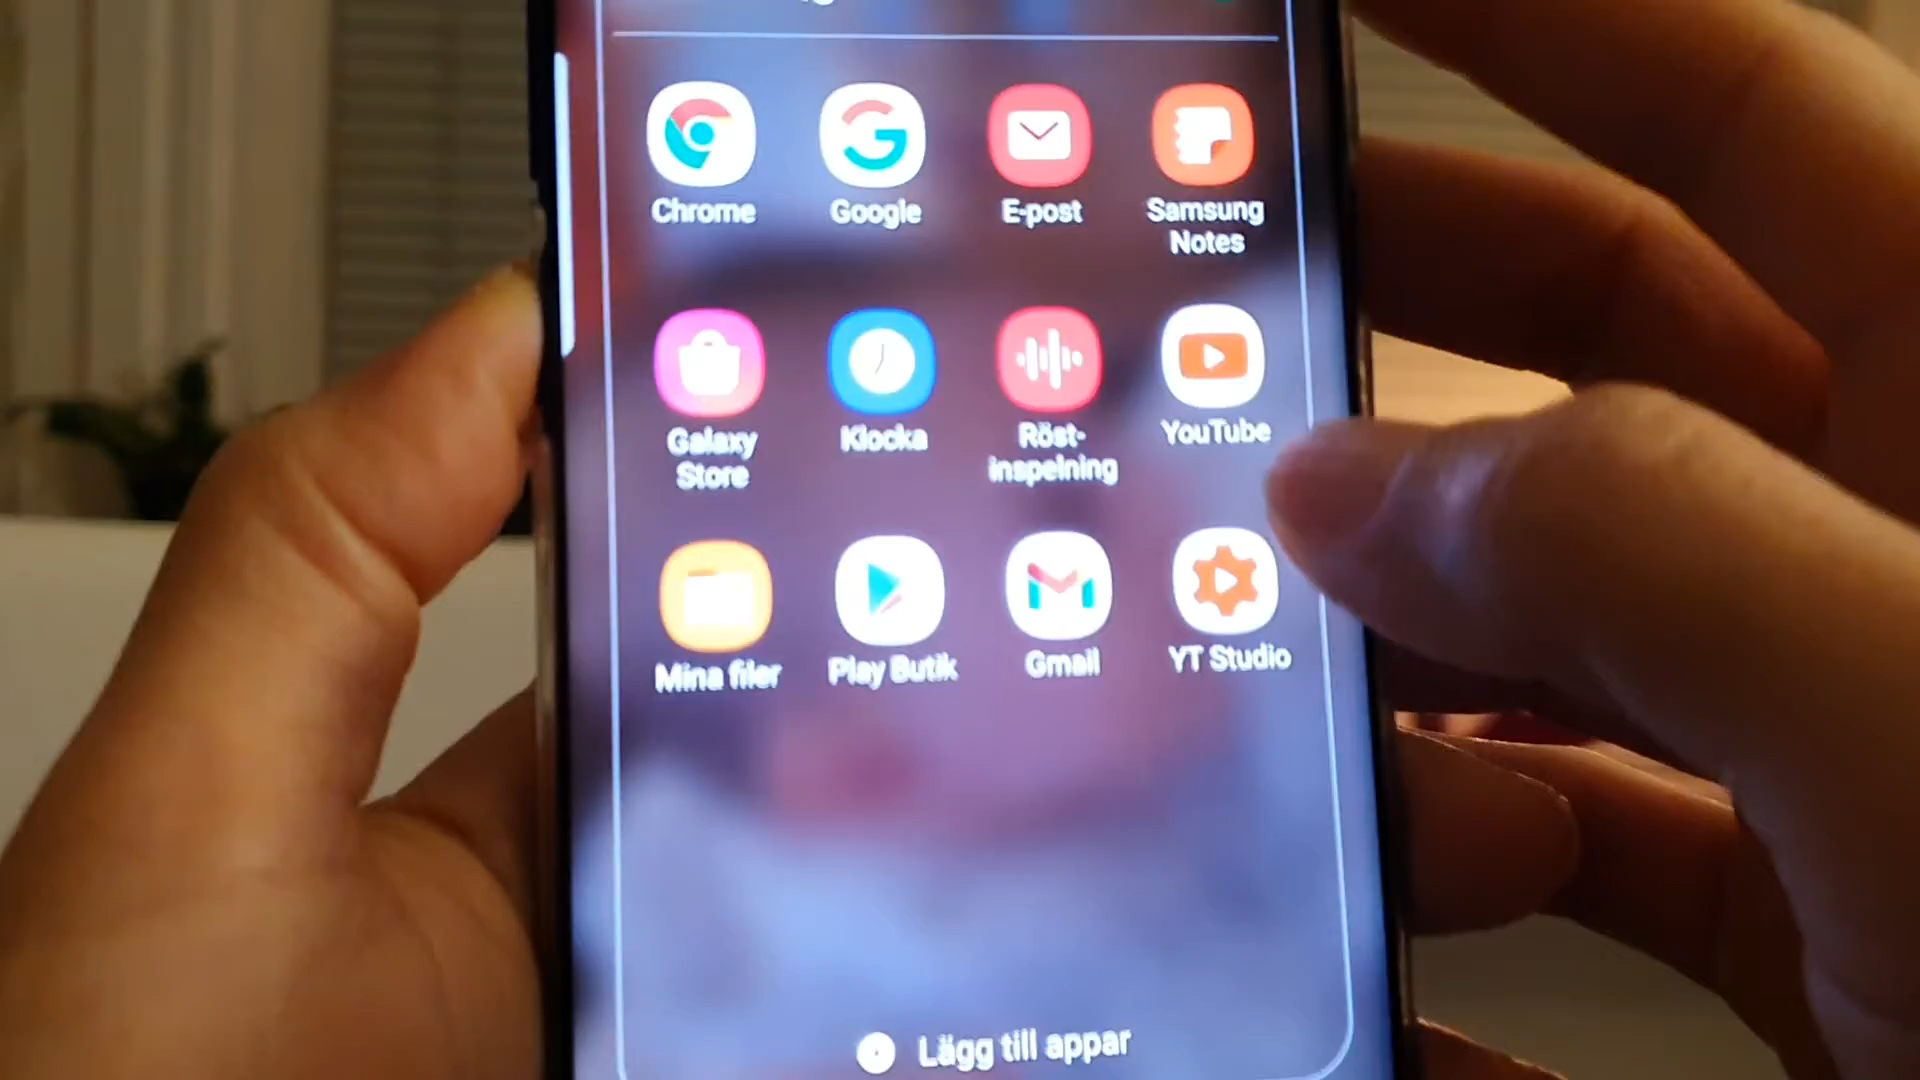 Chrome
Google
E-post
Samsung
Notes
Galaxy
Store
Klocka
Röst-
inspelning
YouTube
Mina filer
Play Butik
Gmail
YT Studio
Lägg till appar